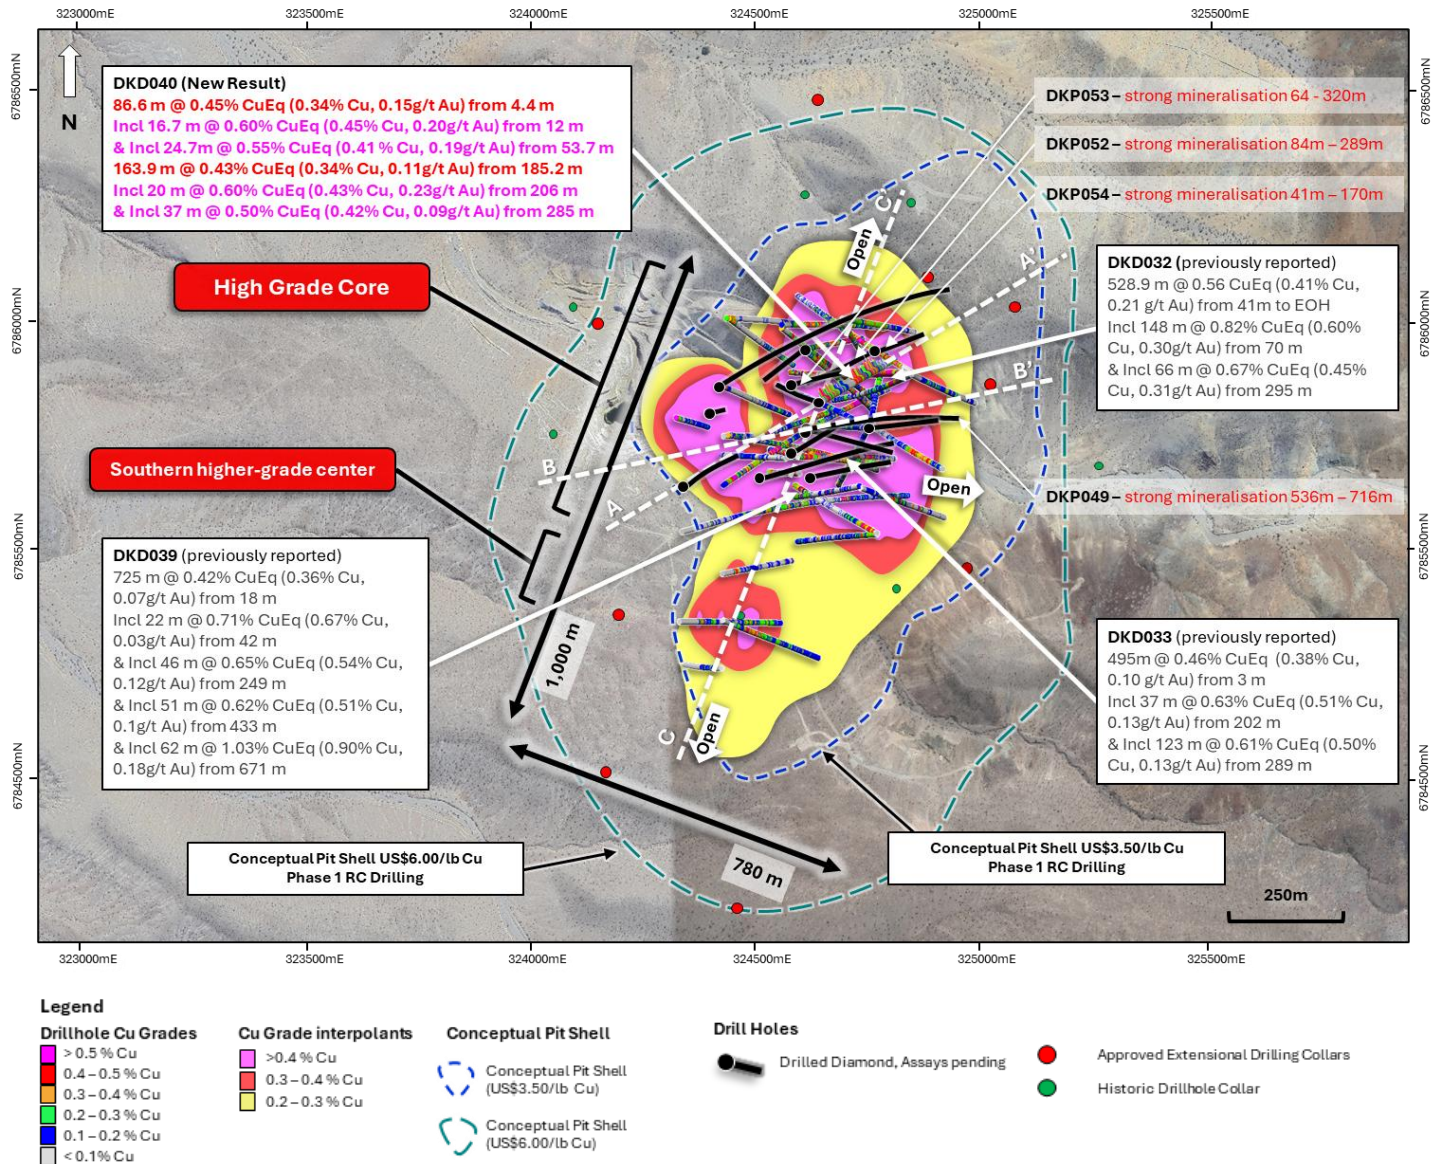 323000mE
323500mE
324000mE
324500mE
325000mE
325500mE
6786500mN
6786000mN
6785500mN
6784500mN
6786500mN
6786000mN
6785500mN
6784500mN
N
DKD040 (New Result)
86.6 m @ 0.45% CuEq (0.34% Cu, 0.15g/t Au) from 4.4 m
Incl 16.7 m @ 0.60% CuEq (0.45% Cu, 0.20g/t Au) from 12 m
& Incl 24.7m @ 0.55% CuEq (0.41 % Cu, 0.19g/t Au) from 53.7 m
163.9 m @ 0.43% CuEq (0.34% Cu, 0.11g/t Au) from 185.2 m
Incl 20 m @ 0.60% CuEq (0.43% Cu, 0.23g/t Au) from 206 m
& Incl 37 m @ 0.50% CuEq (0.42% Cu, 0.09g/t Au) from 285 m
DKP053 – strong mineralisation 64 - 320m
DKP052 – strong mineralisation 84m – 289m
DKP054 – strong mineralisation 41m – 170m
High Grade Core
Southern higher-grade center
DKD032 (previously reported)
528.9 m @ 0.56 CuEq (0.41% Cu,
0.21 g/t Au) from 41m to EOH
Incl 148 m @ 0.82% CuEq (0.60%
Cu, 0.30g/t Au) from 70 m
& Incl 66 m @ 0.67% CuEq (0.45%
Cu, 0.31g/t Au) from 295 m
C'
Open
A'
B'
B
A
Open
DKP049 – strong mineralisation 536m – 716m
DKD039 (previously reported)
725 m @ 0.42% CuEq (0.36% Cu,
0.07g/t Au) from 18 m
Incl 22 m @ 0.71% CuEq (0.67% Cu,
0.03g/t Au) from 42 m
& Incl 46 m @ 0.65% CuEq (0.54% Cu,
0.12g/t Au) from 249 m
& Incl 51 m @ 0.62% CuEq (0.51% Cu,
0.1g/t Au) from 433 m
& Incl 62 m @ 1.03% CuEq (0.90% Cu,
0.18g/t Au) from 671 m
DKD033 (previously reported)
495m @ 0.46% CuEq (0.38% Cu,
0.10 g/t Au) from 3 m
Incl 37 m @ 0.63% CuEq (0.51% Cu,
0.13g/t Au) from 202 m
& Incl 123 m @ 0.61% CuEq (0.50%
Cu, 0.13g/t Au) from 289 m
1,000 m
C
Open
780 m
Conceptual Pit Shell US$6.00/lb Cu
Phase 1 RC Drilling
Conceptual Pit Shell US$3.50/lb Cu
Phase 1 RC Drilling
250m
323000mE
323500mE
324000mE
324500mE
325000mE
325500mE
Legend
Drillhole Cu Grades
> 0.5 % Cu
0.4 – 0.5 % Cu
0.3 – 0.4 % Cu
0.2 – 0.3 % Cu
0.1 – 0.2 % Cu
< 0.1% Cu
Cu Grade interpolants
>0.4 % Cu
0.3 – 0.4 % Cu
0.2 – 0.3 % Cu
Conceptual Pit Shell
Conceptual Pit Shell
(US$3.50/lb Cu)
Conceptual Pit Shell
(US$6.00/lb Cu)
Drill Holes
Drilled Diamond, Assays pending
Approved Extensional Drilling Collars
Historic Drillhole Collar